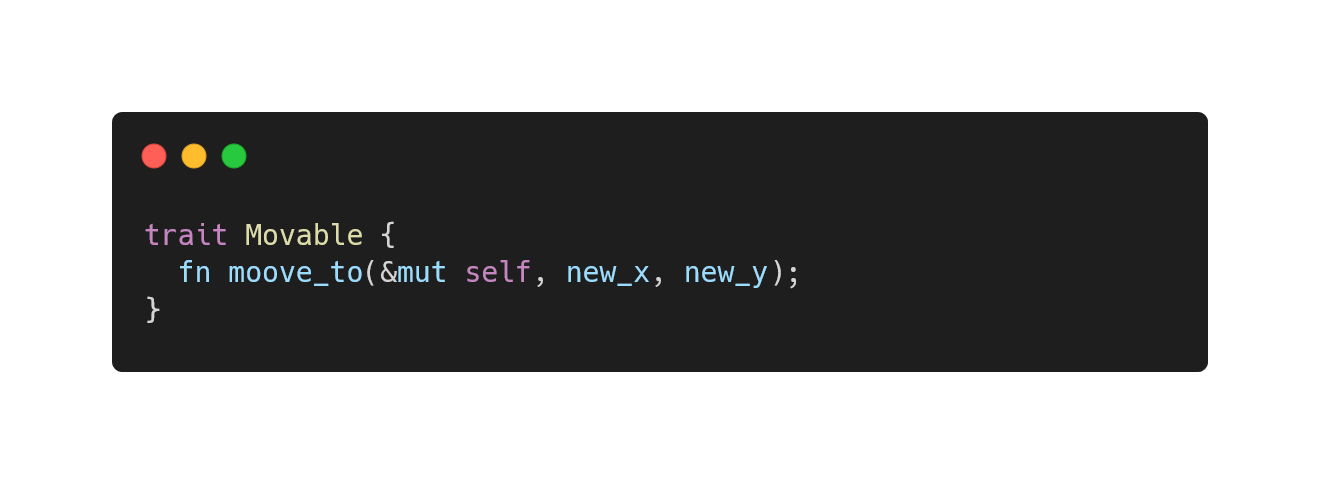 trait Movable {
  fn moove_to(&mut self, new_x, new_y);
}